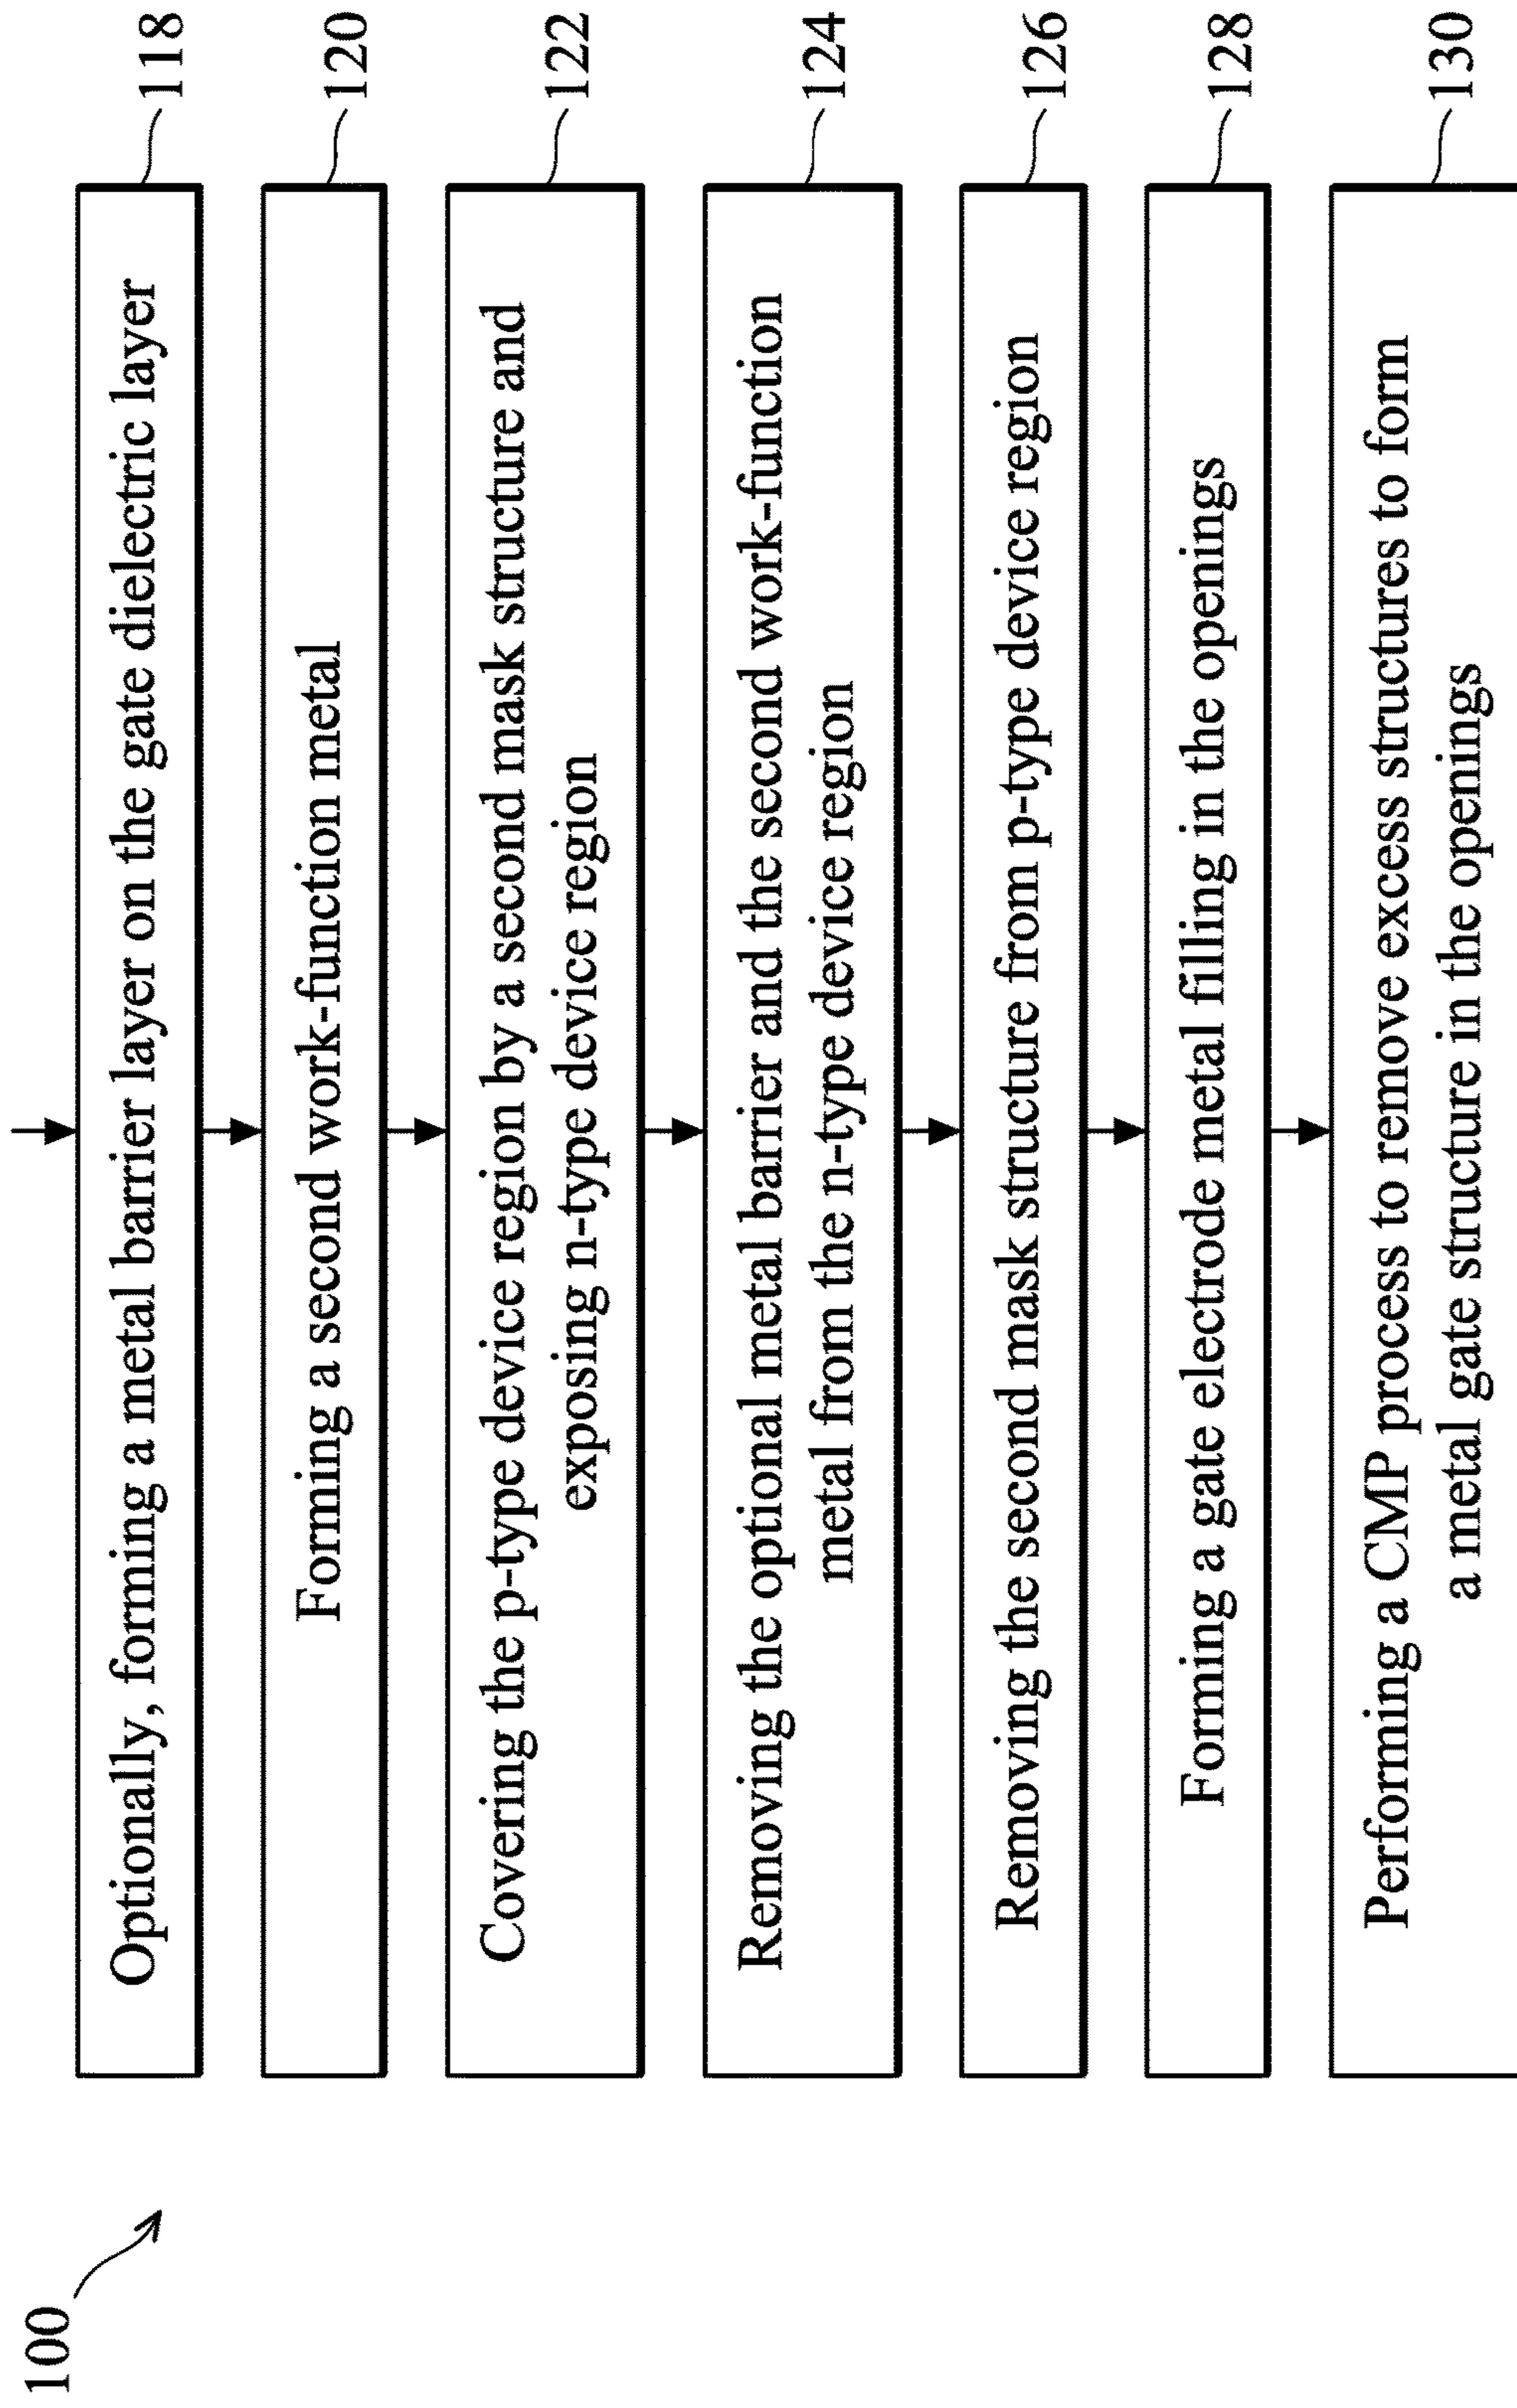 100
Optionally, forming a metal barrier layer on the gate dielectric layer
118
Forming a second work-function metal
120
Covering the p-type device region by a second mask structure and
exposing n-type device region
122
Removing the optional metal barrier and the second work-function
metal from the n-type device region
124
Removing the second mask structure from p-type device region
126
Forming a gate electrode metal filling in the openings
128
Performing a CMP process to remove excess structures to form
a metal gate structure in the openings
130